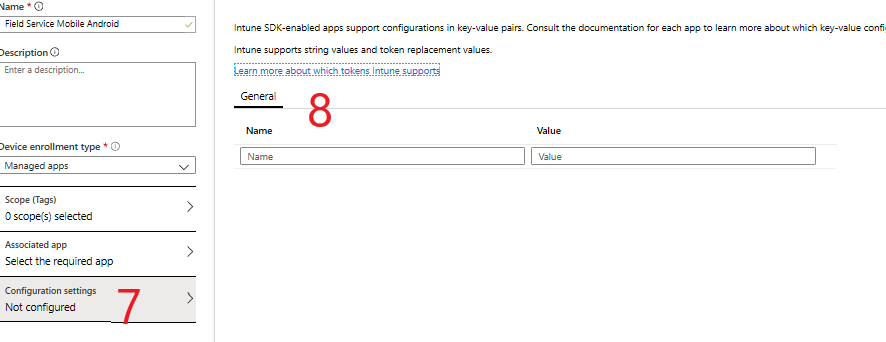 Name * ⓘ
Field Service Mobile Android
Description ⓘ
Enter a description...
Device enrollment type * ⓘ
Managed apps
Scope (Tags)
0 scope(s) selected
Associated app
Select the required app
Configuration settings
Not configured
7
Intune SDK-enabled apps support configurations in key-value pairs. Consult the documentation for each app to learn more about which key-value confi
Intune supports string values and token replacement values.
Learn more about which tokens Intune supports
General
8
Name Value
Name Value